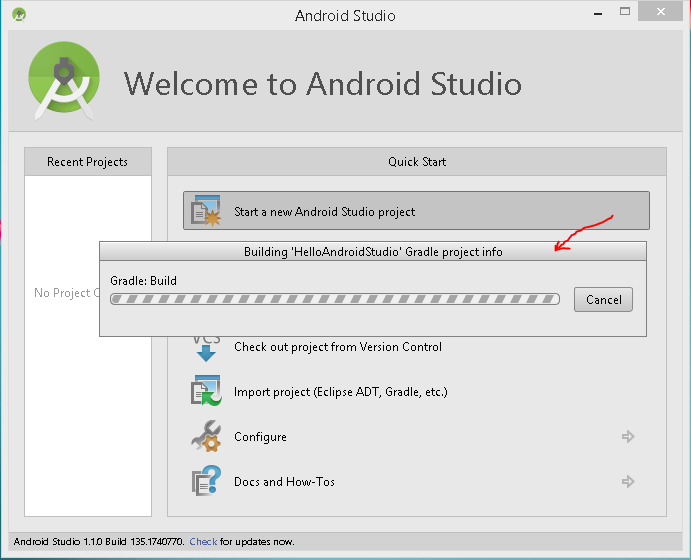 Android Studio
Welcome to Android Studio
Recent Projects
Quick Start
Start a new Android Studio project
Building 'HelloAndroidStudio' Gradle project info
Gradle: Build
Cancel
No Project
VCS
Check out project from Version Control
Import project (Eclipse ADT, Gradle, etc.)
Configure
Docs and How-Tos
Android Studio 1.1.0 Build 135.1740770. Check for updates now.